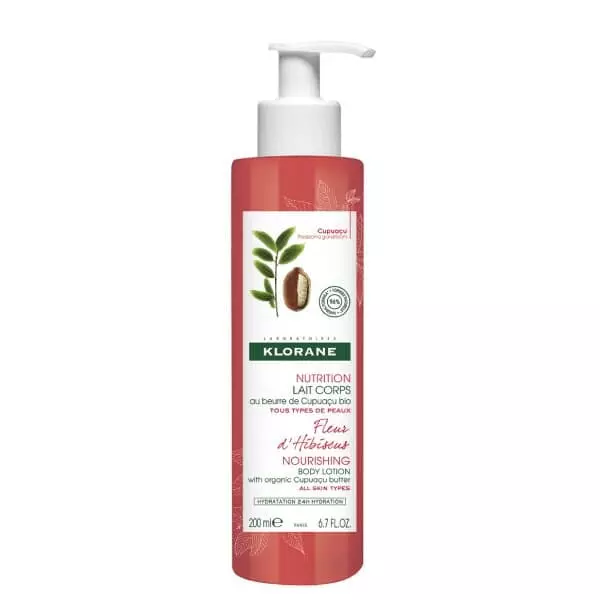 Cupuaçu
96%
LABORATOIRES
KLORANE
NUTRITION
LAIT CORPS
au beurre de Cupuaçu bio
TOUS TYPES DE PEAUX
Fleur
d'Hibiscus
NOURISHING
BODY LOTION
with organic Cupuaçu butter
ALL SKIN TYPES
HYDRATATION 24H HYDRATION
200 ml e PARIS 6.7 FL.OZ.